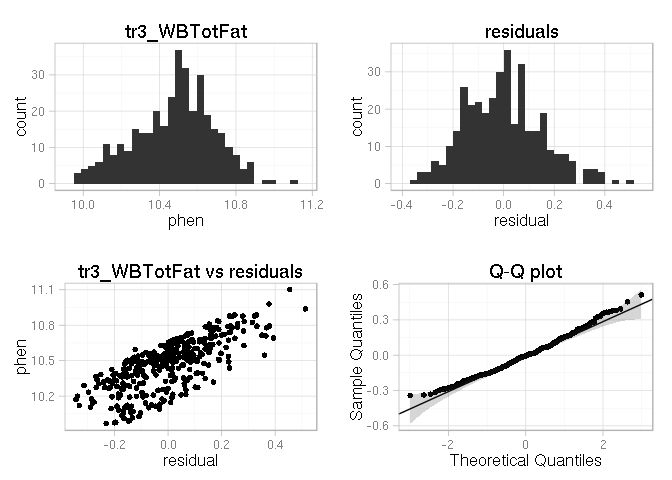 tr3_WBTotFat
count
30
20
10
0
10.0
10.4
10.8
11.2
phen
residuals
count
30
20
10
0
-0.4
-0.2
0.0
0.2
0.4
residual
tr3_WBTotFat vs residuals
phen
11.1
10.8
10.5
10.2
-0.2
0.0
0.2
0.4
residual
Q-Q plot
Sample Quantiles
0.6
0.3
0.0
-0.3
-0.6
-2
0
2
Theoretical Quantiles